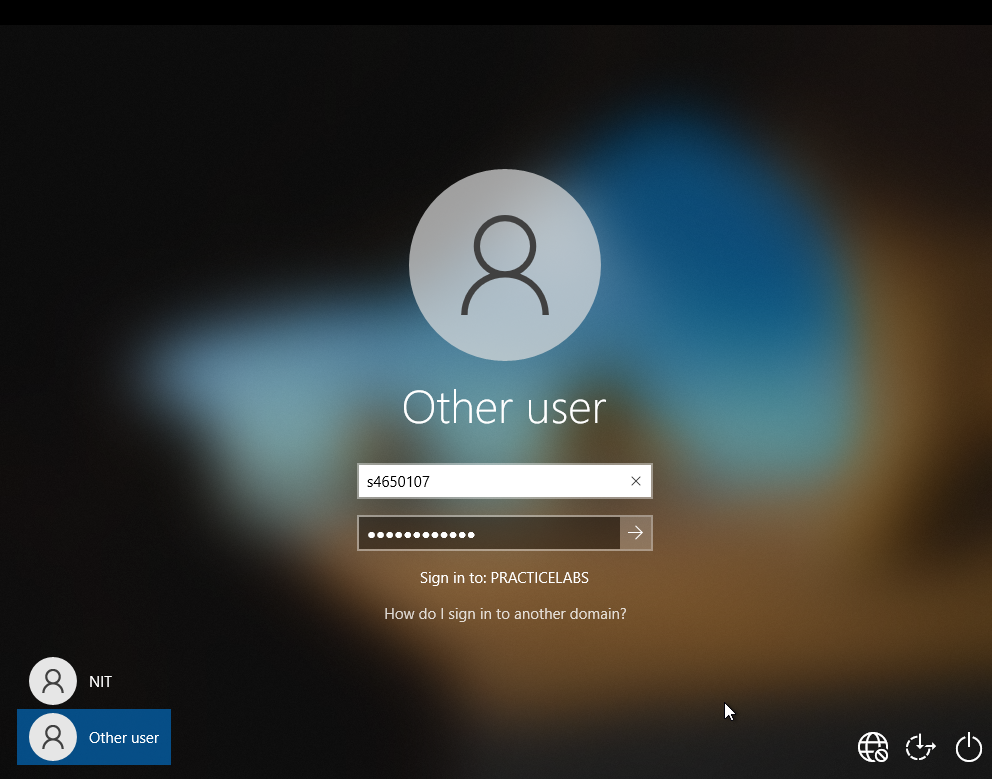 Other user
s4650107
Sign in to: PRACTICELABS
How do I sign in to another domain?
NIT
Other user